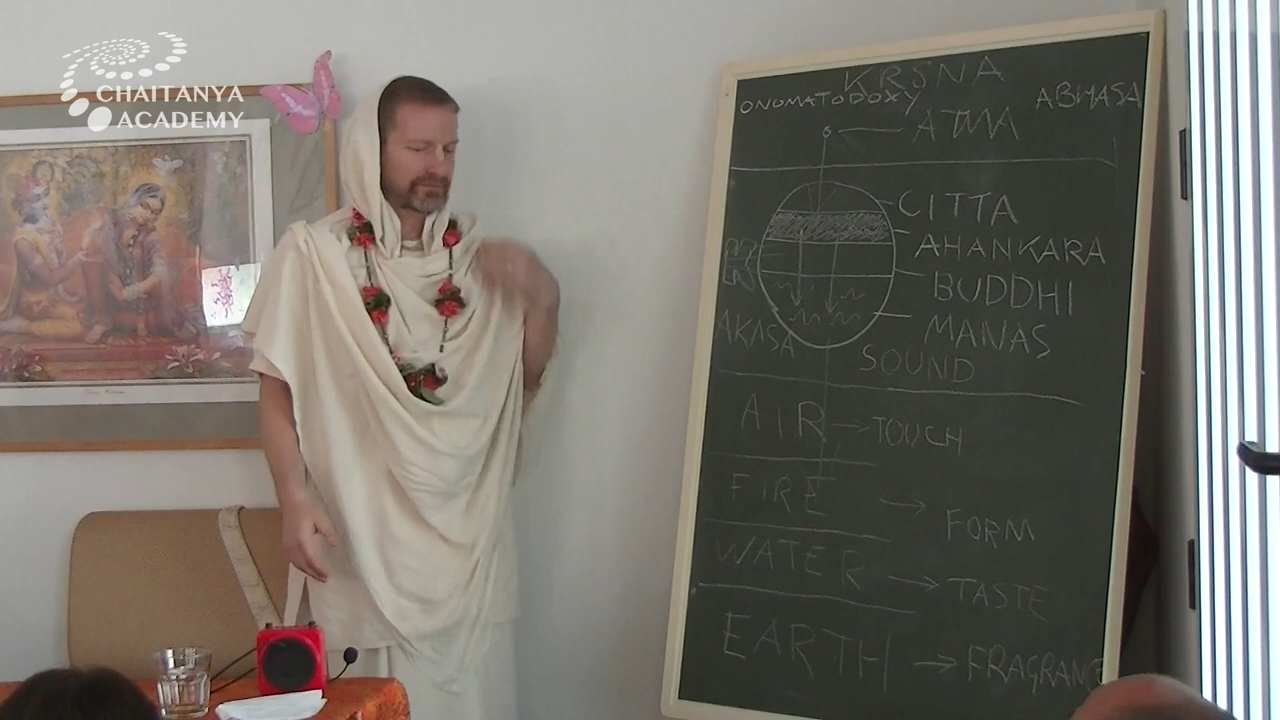 CHAITANYA
ACADEMY
KRSNA
ONOMATODOXY
ABHASA
ATMA
CITTA
AHANKARA
BUDDHI
MANAS
AKASA
SOUND
AIR → TOUCH
FIRE → FORM
WATER → TASTE
EARTH → FRAGRANC